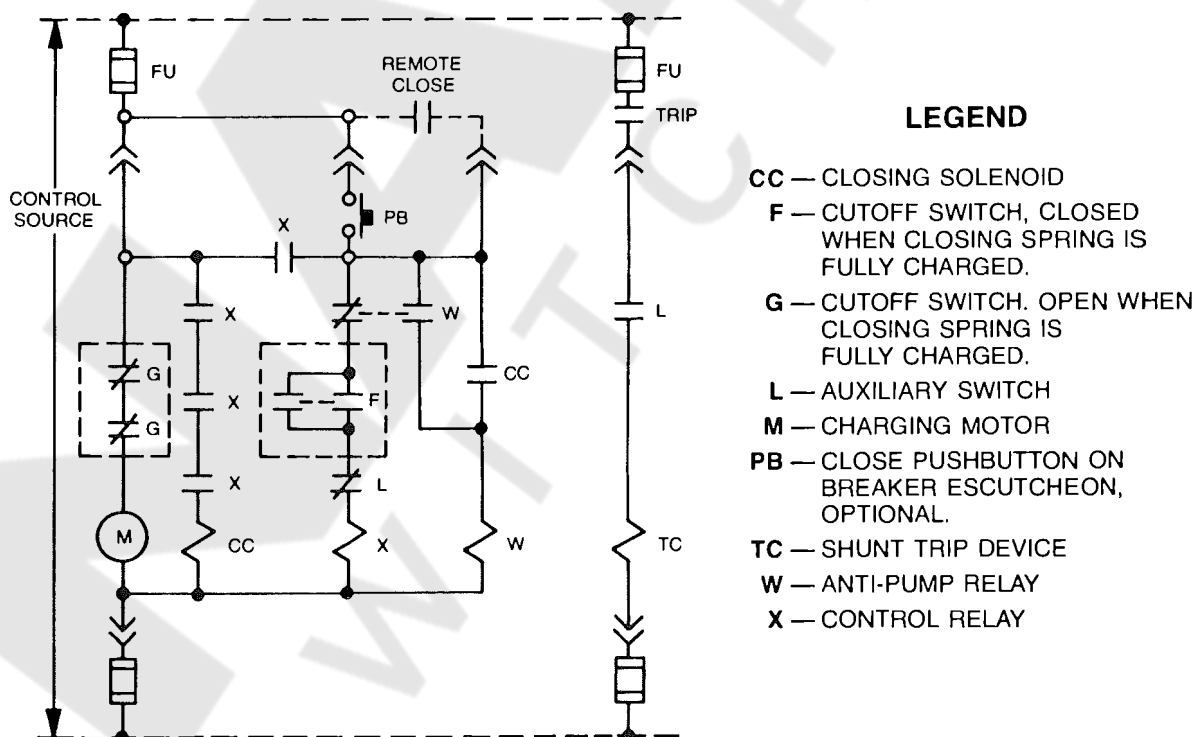 FU
REMOTE
CLOSE
FU
TRIP
CONTROL
SOURCE
X
PB
X
W
L
G
X
F
CC
G
X
L
M
CC
X
W
TC
LEGEND
CC — CLOSING SOLENOID
F — CUTOFF SWITCH, CLOSED
WHEN CLOSING SPRING IS
FULLY CHARGED.
G — CUTOFF SWITCH. OPEN WHEN
CLOSING SPRING IS
FULLY CHARGED.
L — AUXILIARY SWITCH
M — CHARGING MOTOR
PB — CLOSE PUSHBUTTON ON
BREAKER ESCUTCHEON,
OPTIONAL.
TC — SHUNT TRIP DEVICE
W — ANTI-PUMP RELAY
X — CONTROL RELAY